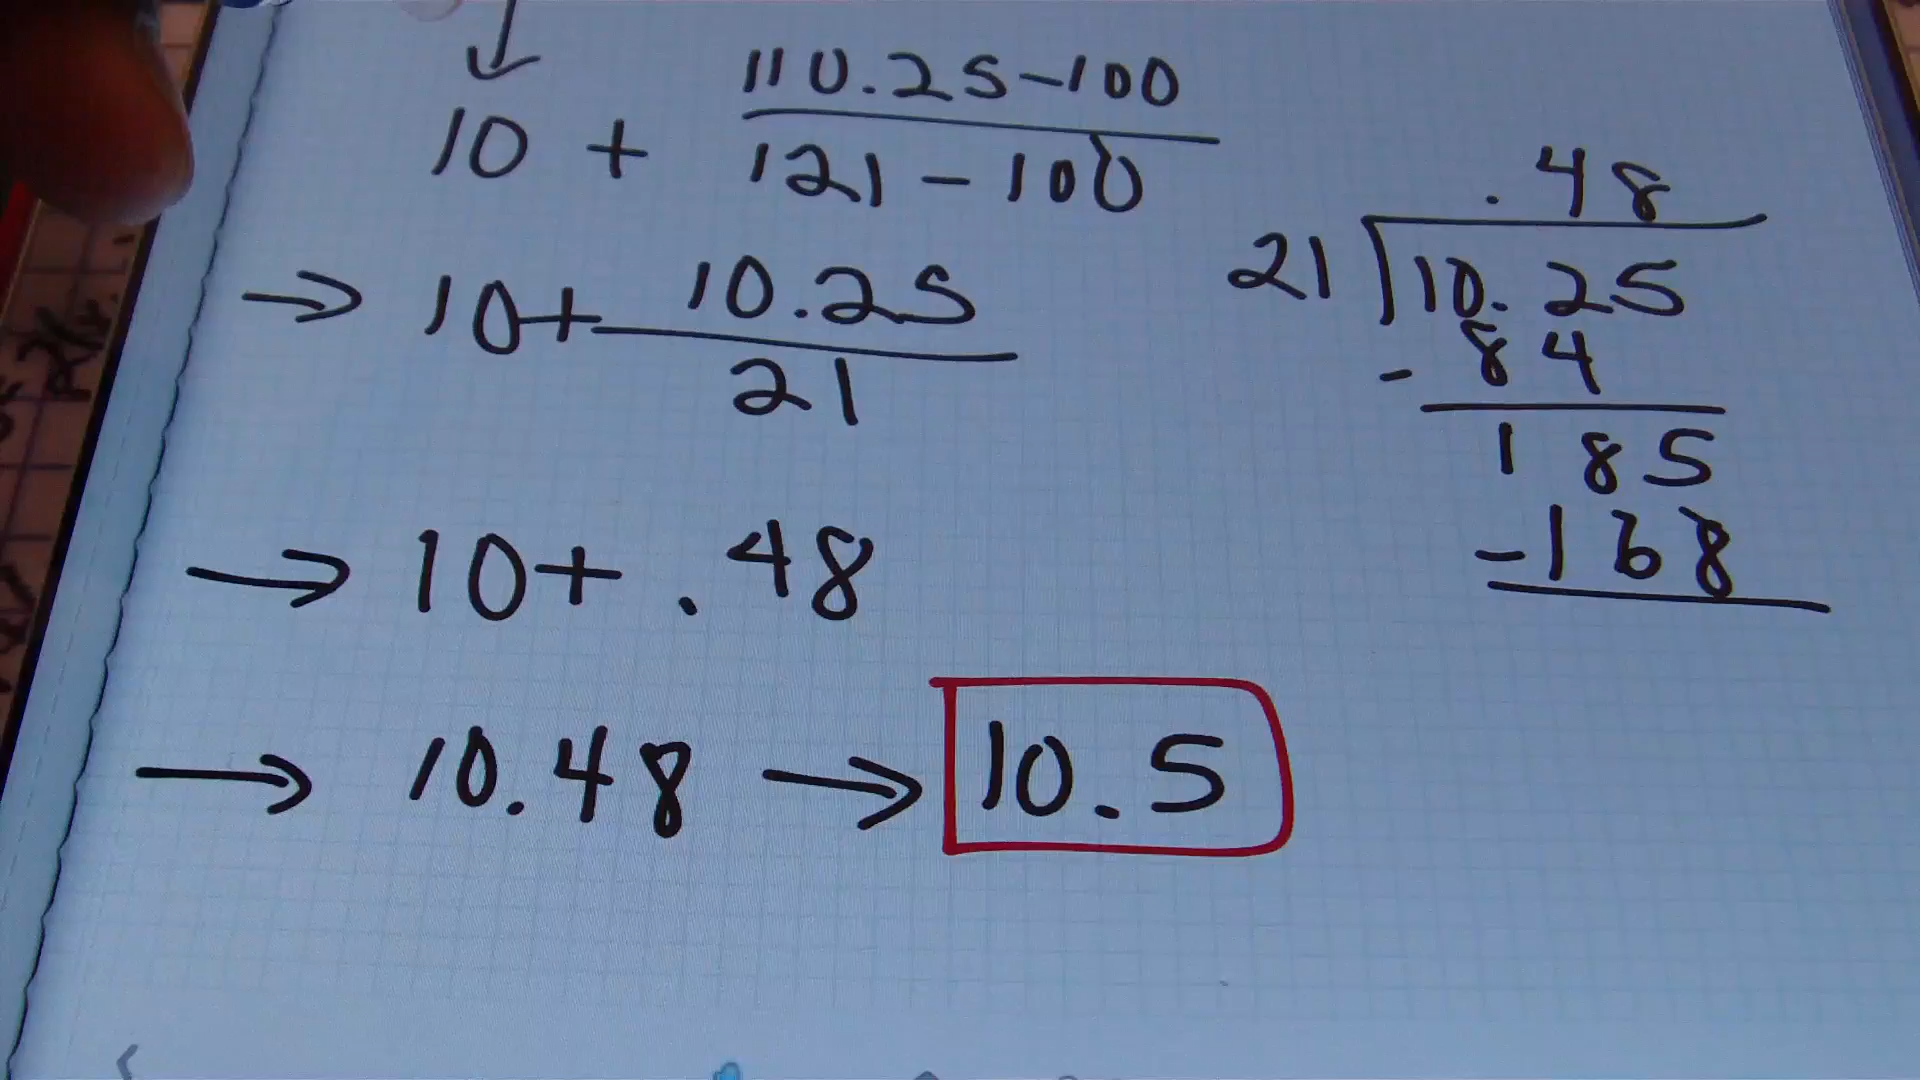 110.25-100
10 + 121 - 100
→ 10+ 10.25
21
→ 10+ .48
→ 10.48 → 10.5
.48
21 10.25
- 84
185
-168